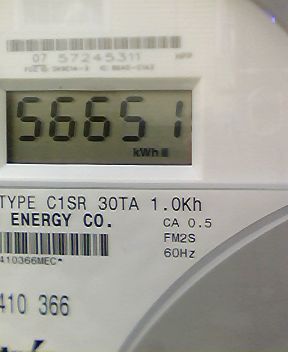 07 57245311
56651
kWh
TYPE C1SR 30TA 1.0Kh
ENERGY CO.
CA 0.5
FM2S
60Hz
410366MEC*
410 366